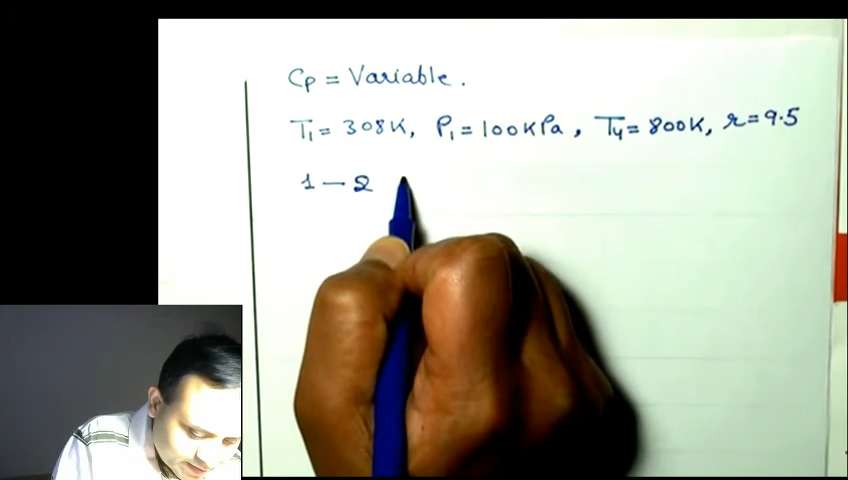 Cp = Variable.
T₁ = 308K, P₁ = 100KPa, T₄ = 800K, r = 9.5
1 – 2